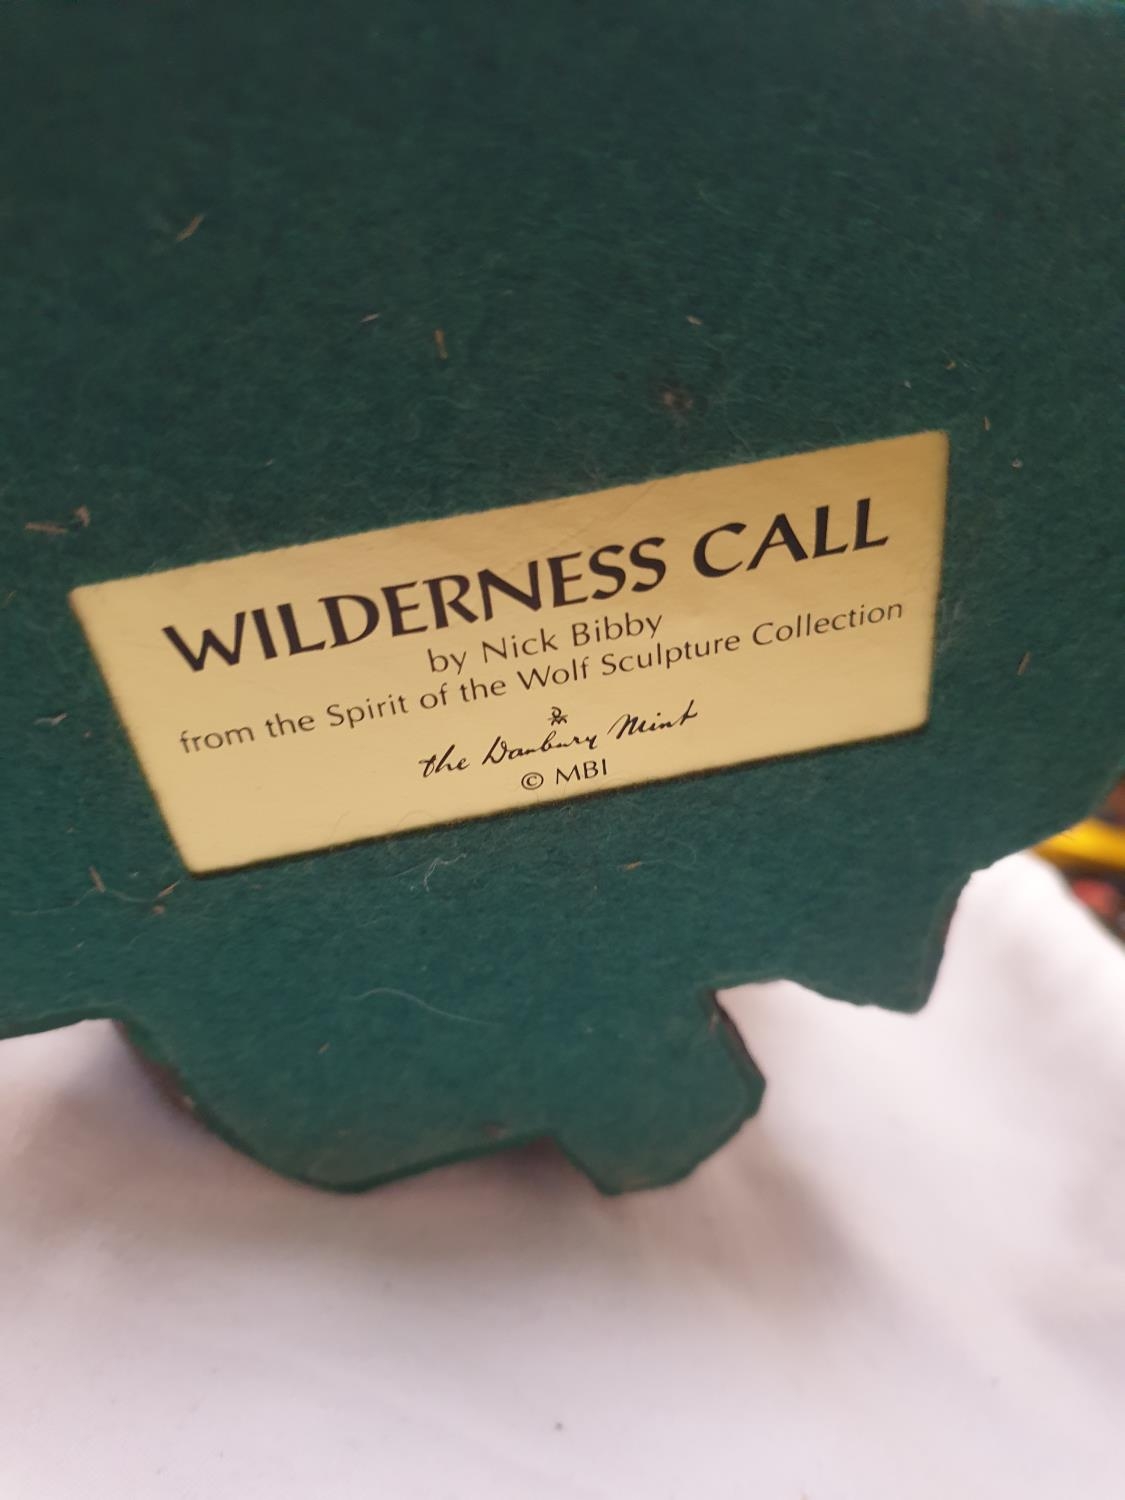 WILDERNESS CALL
by Nick Bibby
from the Spirit of the Wolf Sculpture Collection
the Danbury Mint
© MBI